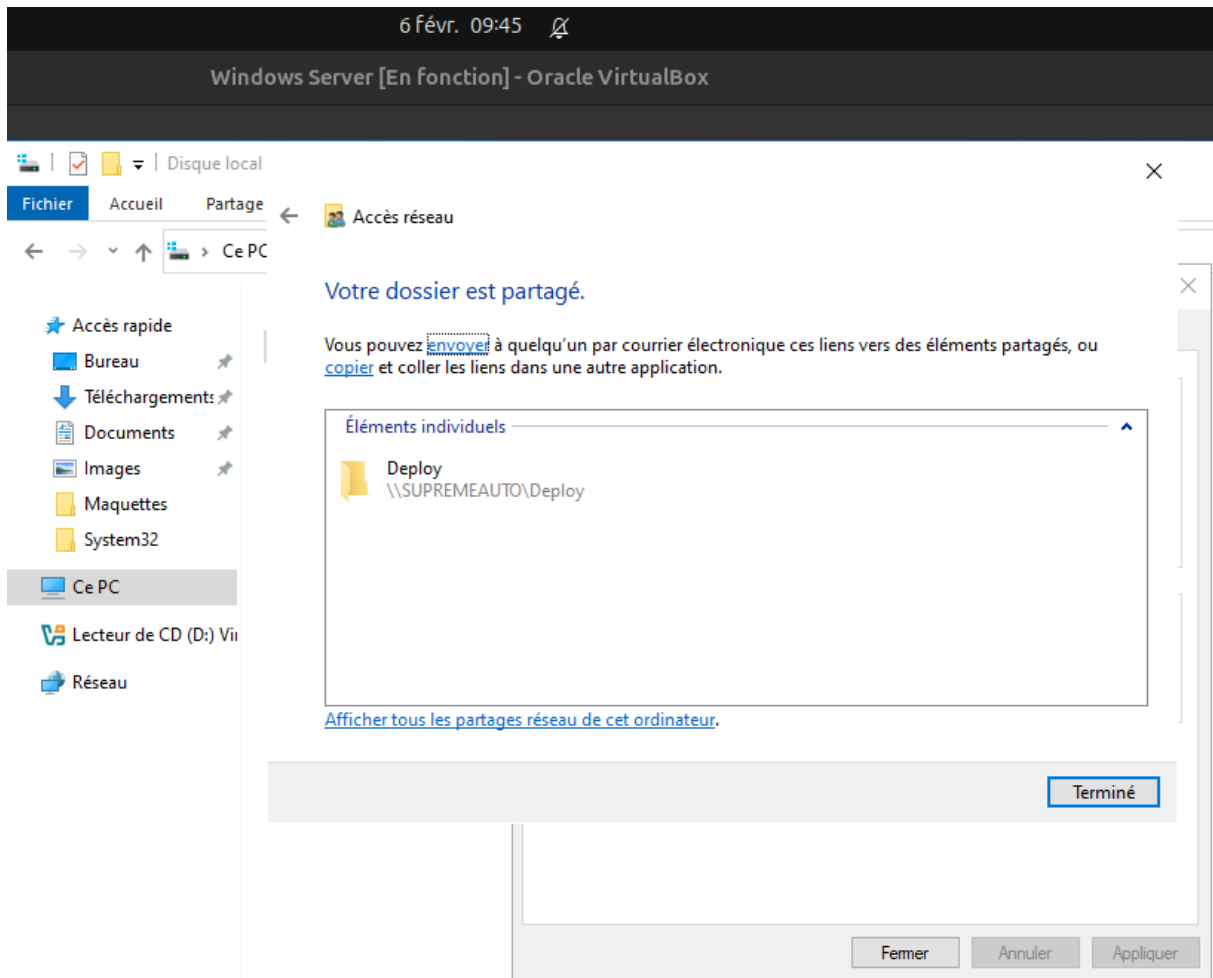 6 févr. 09:45
Windows Server [En fonction] - Oracle VirtualBox
Disque local
Fichier Accueil Partage
Accès réseau
Ce PC
Votre dossier est partagé.
Vous pouvez envoyer à quelqu'un par courrier électronique ces liens vers des éléments partagés, ou
copier et coller les liens dans une autre application.
Éléments individuels
Deploy
\\SUPREMEAUTO\Deploy
Afficher tous les partages réseau de cet ordinateur.
Terminé
Accès rapide
Bureau
Téléchargements
Documents
Images
Maquettes
System32
Ce PC
Lecteur de CD (D:) Vi
Réseau
Fermer Annuler Appliquer